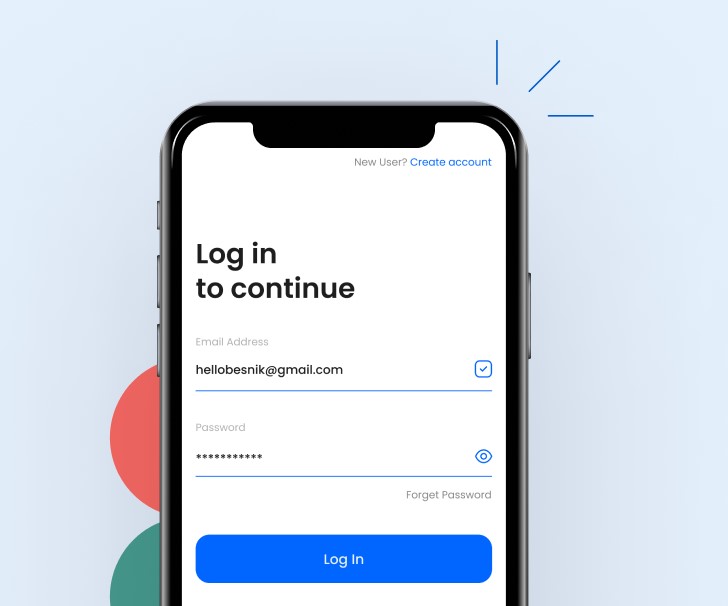 New User? Create account
Log in
to continue
Email Address
hellobesnik@gmail.com
Password
***********
Forget Password
Log In